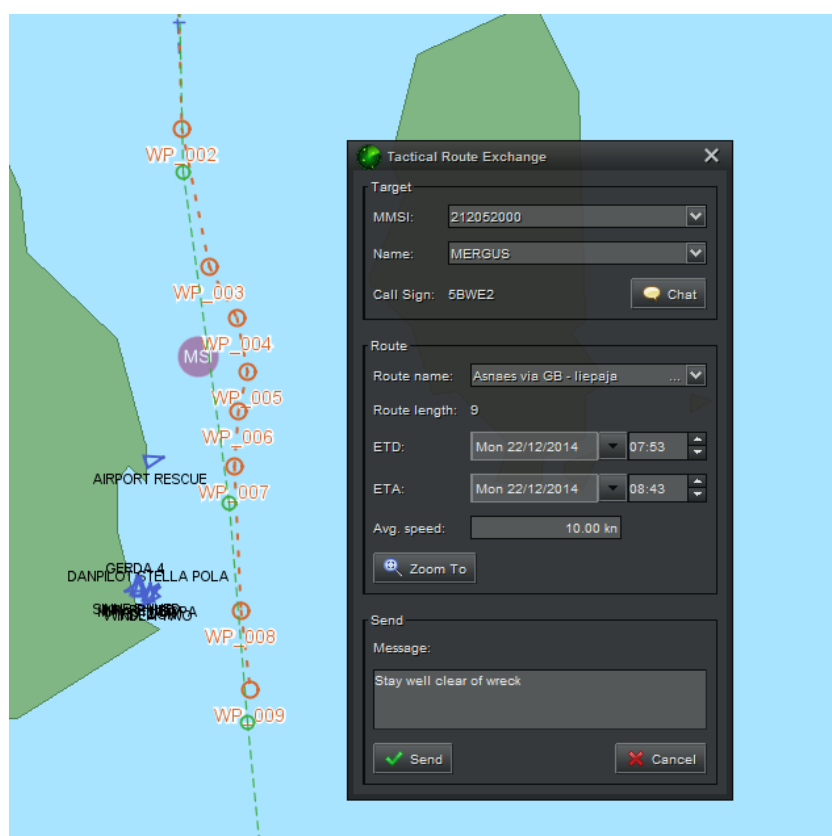 WP_002
WP_003
WP_004
MSI
WP_005
WP_006
AIRPORT RESCUE
WP_007
GERDA 4
DANPILOT STELLA POLA
WP_008
WP_009
Tactical Route Exchange
Target
MMSI: 212052000
Name: MERGUS
Call Sign: 5BWE2 Chat
Route
Route name: Asnaes via GB - liepaja ...
Route length: 9
ETD: Mon 22/12/2014 07:53
ETA: Mon 22/12/2014 08:43
Avg. speed: 10.00 kn
Zoom To
Send
Message:
Stay well clear of wreck
Send Cancel